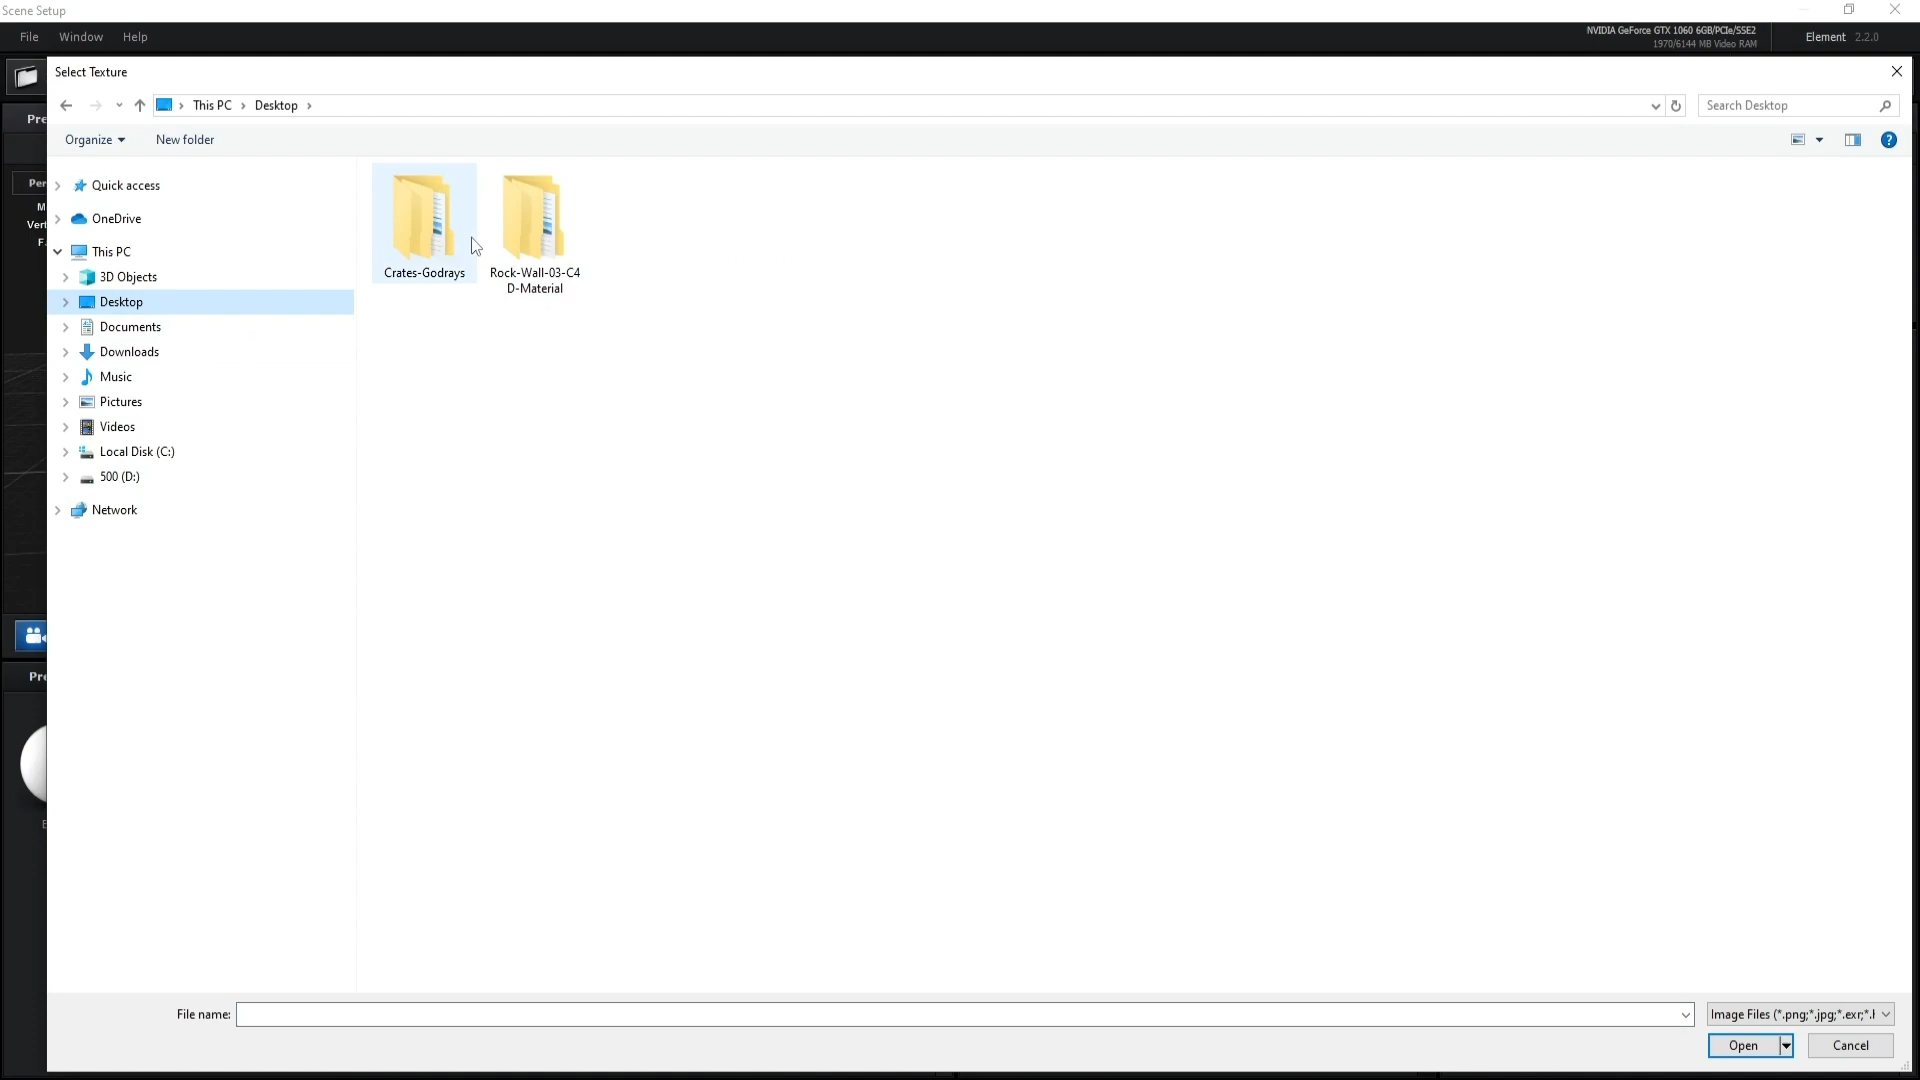 Scene Setup
File Window Help
NVIDIA GeForce GTX 1060 6GB/PCIe/SSE2
1970/6144 MB Video RAM
Element 2.2.0
Select Texture
This PC Desktop
Search Desktop
Organize New folder
Quick access
OneDrive
This PC
3D Objects
Desktop
Documents
Downloads
Music
Pictures
Videos
Local Disk (C:)
500 (D:)
Network
Crates-Godrays
Rock-Wall-03-C4
D-Material
File name:
Image Files (*.png;*.jpg;*.exr;*.
Open Cancel